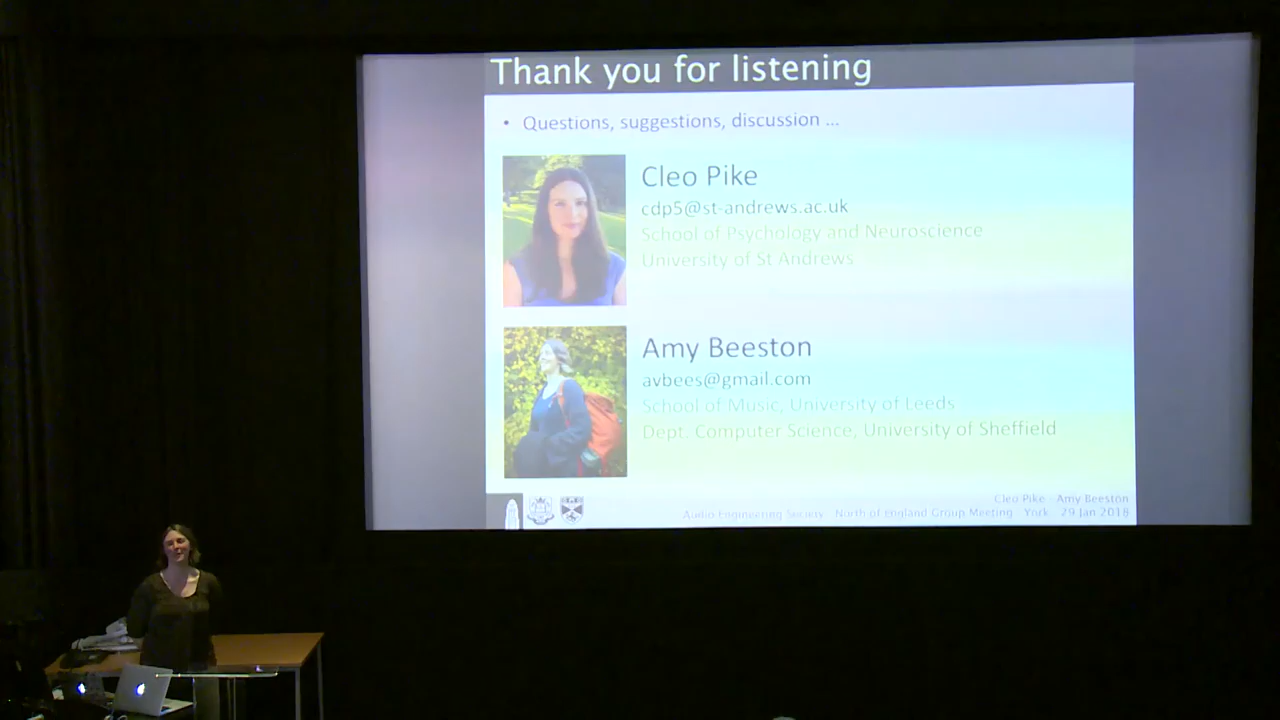 Thank you for listening
• Questions, suggestions, discussion ...
Cleo Pike
cdp5@st-andrews.ac.uk
School of Psychology and Neuroscience
University of St Andrews
Amy Beeston
avbees@gmail.com
School of Music, University of Leeds
Dept. Computer Science, University of Sheffield
Cleo Pike Amy Beeston
Audio Engineering Society North of England Group Meeting York 29 Jan 2018